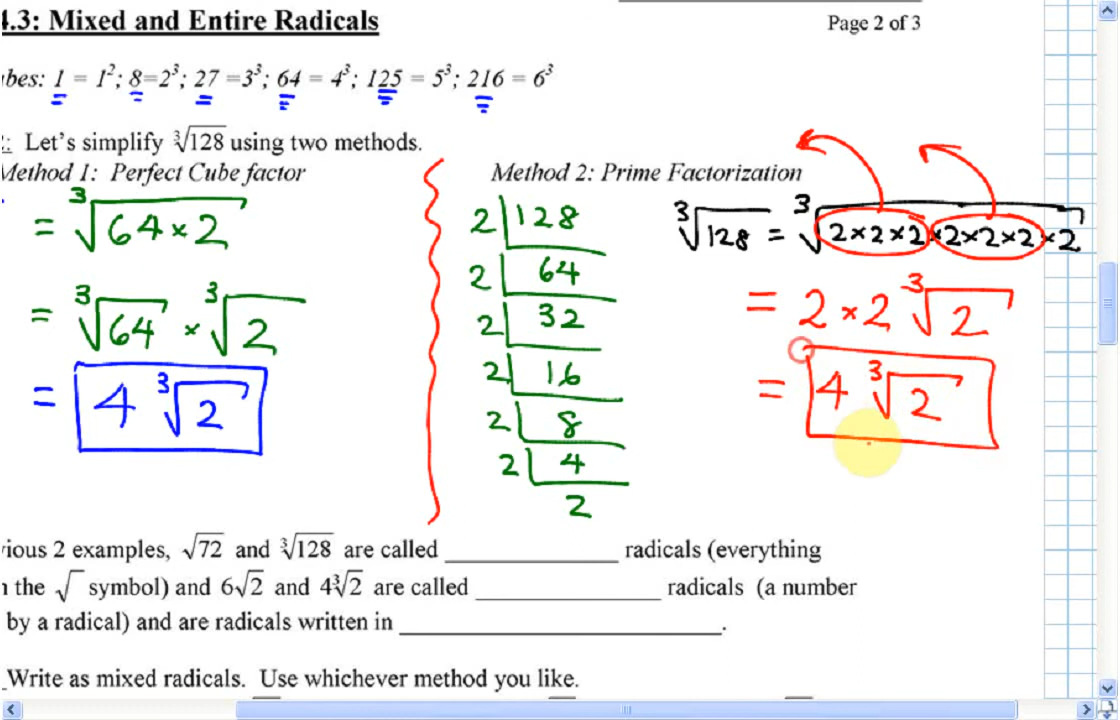 4.3: Mixed and Entire Radicals
Page 2 of 3
bes: 1 = 1²; 8=2³; 27 =3³; 64 = 4³; 125 = 5³; 216 = 6³
: Let's simplify ∛128 using two methods.
Method 1: Perfect Cube factor
= ∛64×2
= ∛64 × ∛2
= 4 ∛2
Method 2: Prime Factorization
2 128
2 64
2 32
2 16
2 8
2 4
2
∛128 = ∛2×2×2×2×2×2×2
= 2×2 ∛2
= 4 ∛2
ious 2 examples, √72 and ∛128 are called ______________ radicals (everything
the √ symbol) and 6√2 and 4∛2 are called _______________ radicals (a number
by a radical) and are radicals written in __________________________.
Write as mixed radicals. Use whichever method you like.